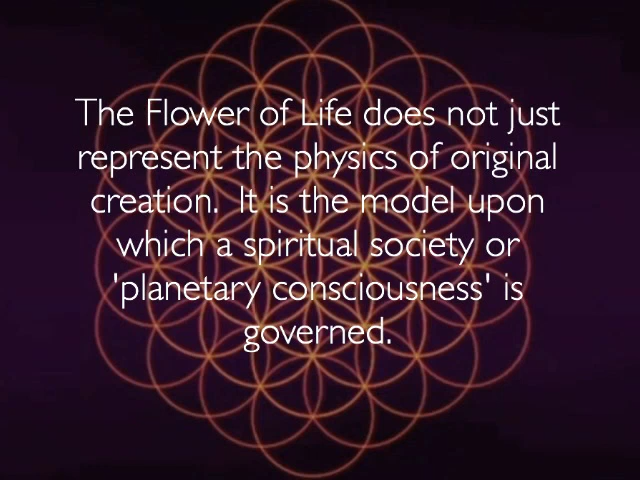 The Flower of Life does not just
represent the physics of original
creation.  It is the model upon
which a spiritual society or
'planetary consciousness' is
governed.